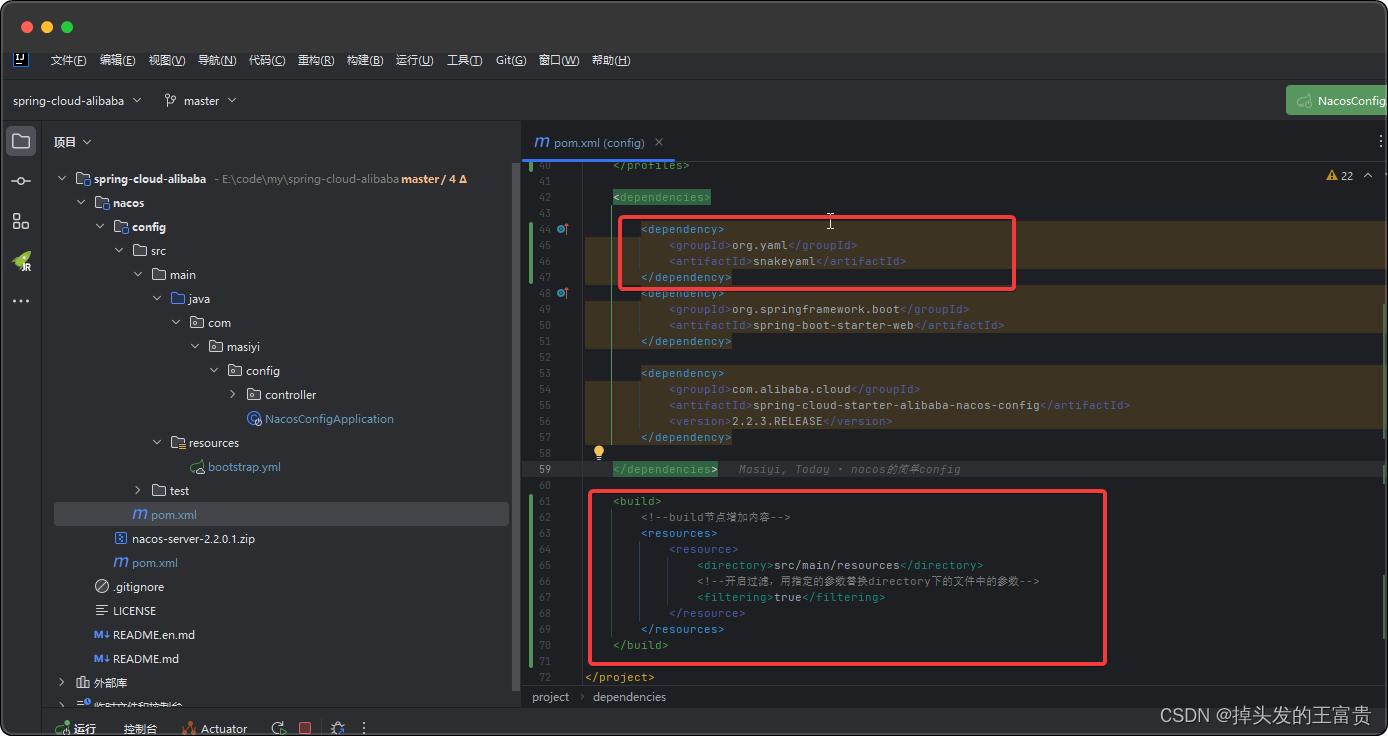 文件(F) 编辑(E) 视图(V) 导航(N) 代码(C) 重构(R) 构建(B) 运行(U) 工具(T) Git(G) 窗口(W) 帮助(H)
spring-cloud-alibaba master NacosConfig
项目
spring-cloud-alibaba - E:\code\my\spring-cloud-alibaba master / 4 Δ
nacos
config
src
main
java
com
masiyi
config
controller
NacosConfigApplication
resources
bootstrap.yml
test
pom.xml
nacos-server-2.2.0.1.zip
pom.xml
.gitignore
LICENSE
README.en.md
README.md
外部库
临时文件和控制台
pom.xml (config)
22
40 </profiles>
41
42 <dependencies>
43
44 <dependency>
45 <groupId>org.yaml</groupId>
46 <artifactId>snakeyaml</artifactId>
47 </dependency>
48 <dependency>
49 <groupId>org.springframework.boot</groupId>
50 <artifactId>spring-boot-starter-web</artifactId>
51 </dependency>
52
53 <dependency>
54 <groupId>com.alibaba.cloud</groupId>
55 <artifactId>spring-cloud-starter-alibaba-nacos-config</artifactId>
56 <version>2.2.3.RELEASE</version>
57 </dependency>
58
59 </dependencies> Masiyi, Today • nacos的简单config
60
61 <build>
62 <!--build节点增加内容-->
63 <resources>
64 <resource>
65 <directory>src/main/resources</directory>
66 <!--开启过滤，用指定的参数替换directory下的文件中的参数-->
67 <filtering>true</filtering>
68 </resource>
69 </resources>
70 </build>
71
72 </project>
project › dependencies
运行 控制台 Actuator
CSDN @掉头发的王富贵